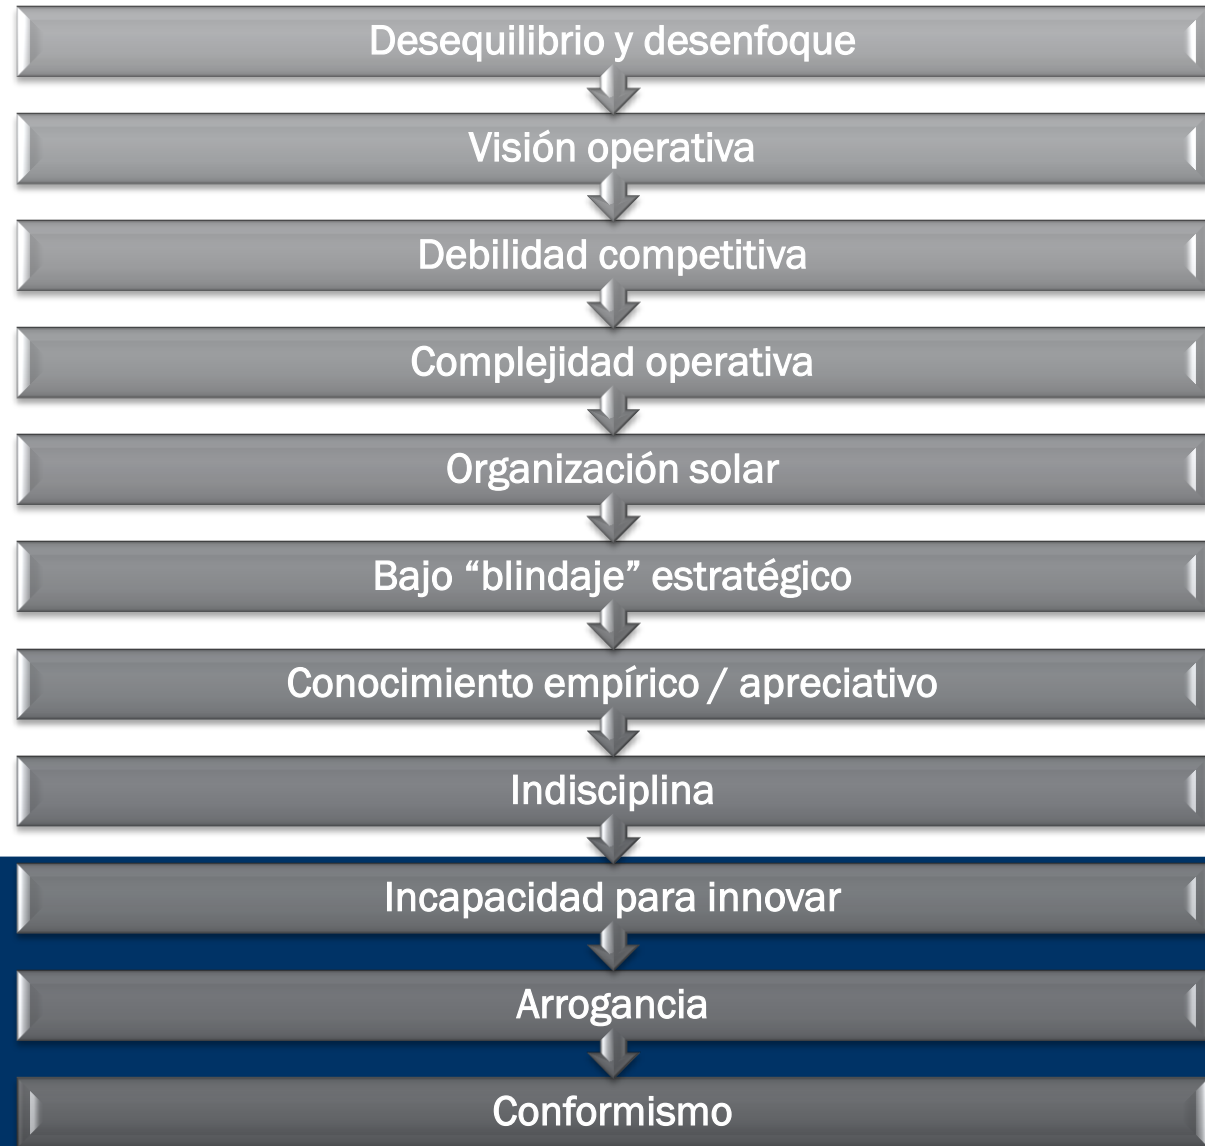 Desequilibrio y desenfoque
Visión operativa
Debilidad competitiva
Complejidad operativa
Organización solar
Bajo “blindaje” estratégico
Conocimiento empírico / apreciativo
Indisciplina
Incapacidad para innovar
Arrogancia
Conformismo